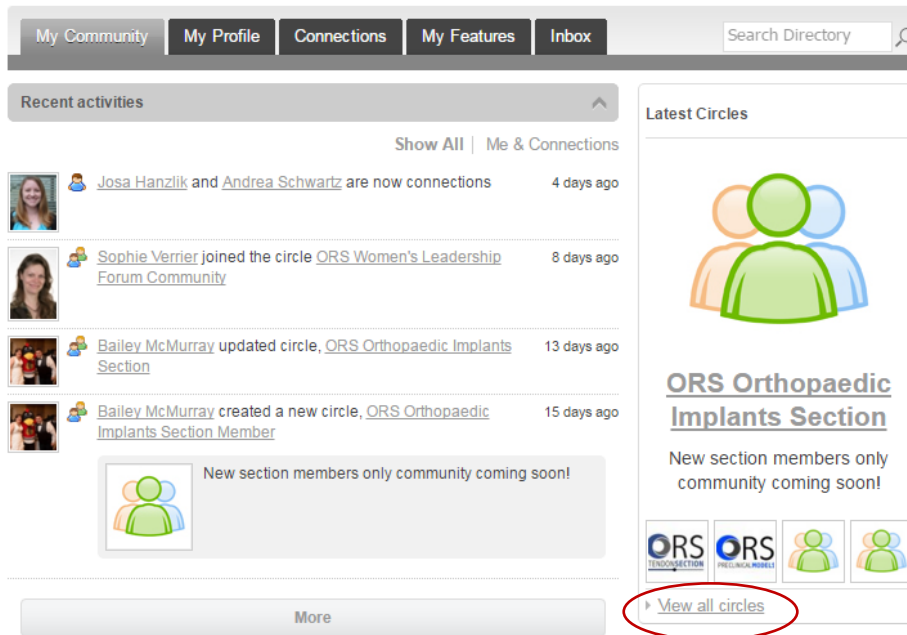 My Community My Profile Connections My Features Inbox Search Directory
Recent activities
Show All | Me & Connections
Josa Hanzlik and Andrea Schwartz are now connections 4 days ago
Sophie Verrier joined the circle ORS Women's Leadership 8 days ago
Forum Community
Bailey McMurray updated circle, ORS Orthopaedic Implants 13 days ago
Section
Bailey McMurray created a new circle, ORS Orthopaedic 15 days ago
Implants Section Member
New section members only community coming soon!
More
Latest Circles
ORS Orthopaedic
Implants Section
New section members only
community coming soon!
ORS ORS
TENDON SECTION PRECLINICAL MODELS
View all circles